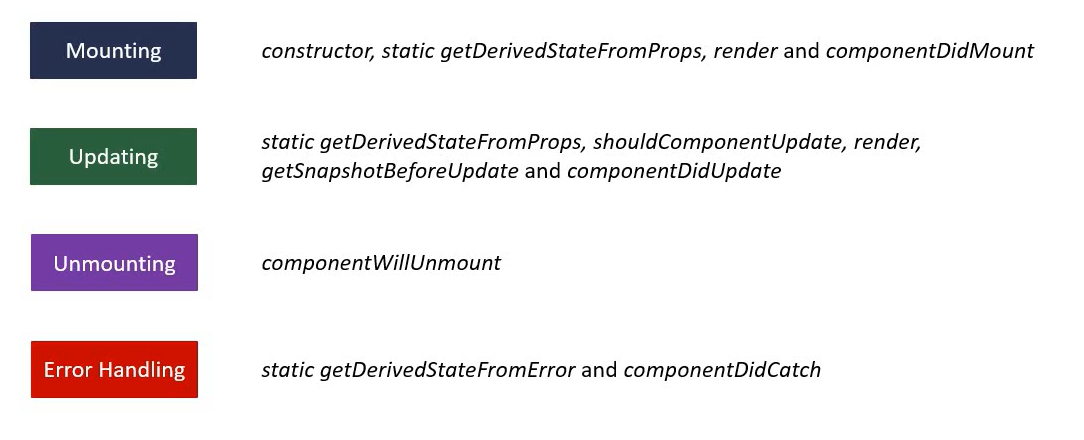 Mounting
constructor, static getDerivedStateFromProps, render and componentDidMount
Updating
static getDerivedStateFromProps, shouldComponentUpdate, render,
getSnapshotBeforeUpdate and componentDidUpdate
Unmounting
componentWillUnmount
Error Handling
static getDerivedStateFromError and componentDidCatch